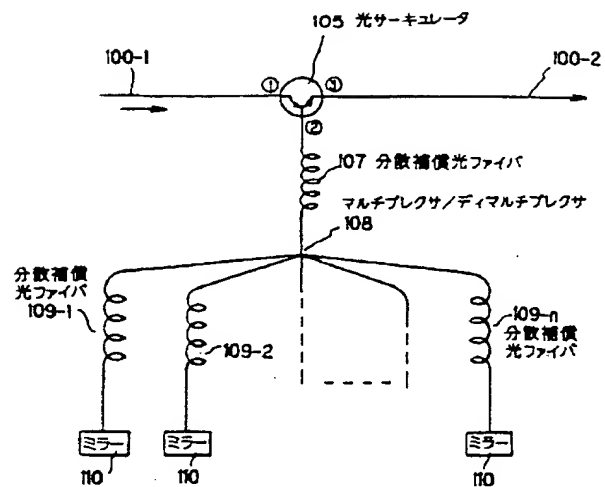 105 光サーキュレータ
100-1
①
③
100-2
②
107 分散補償光ファイバ
マルチプレクサ/ディマルチプレクサ
108
分散補償
光ファイバ
109-1
109-2
109-n
分散補償
光ファイバ
ミラー
ミラー
ミラー
110
110
110